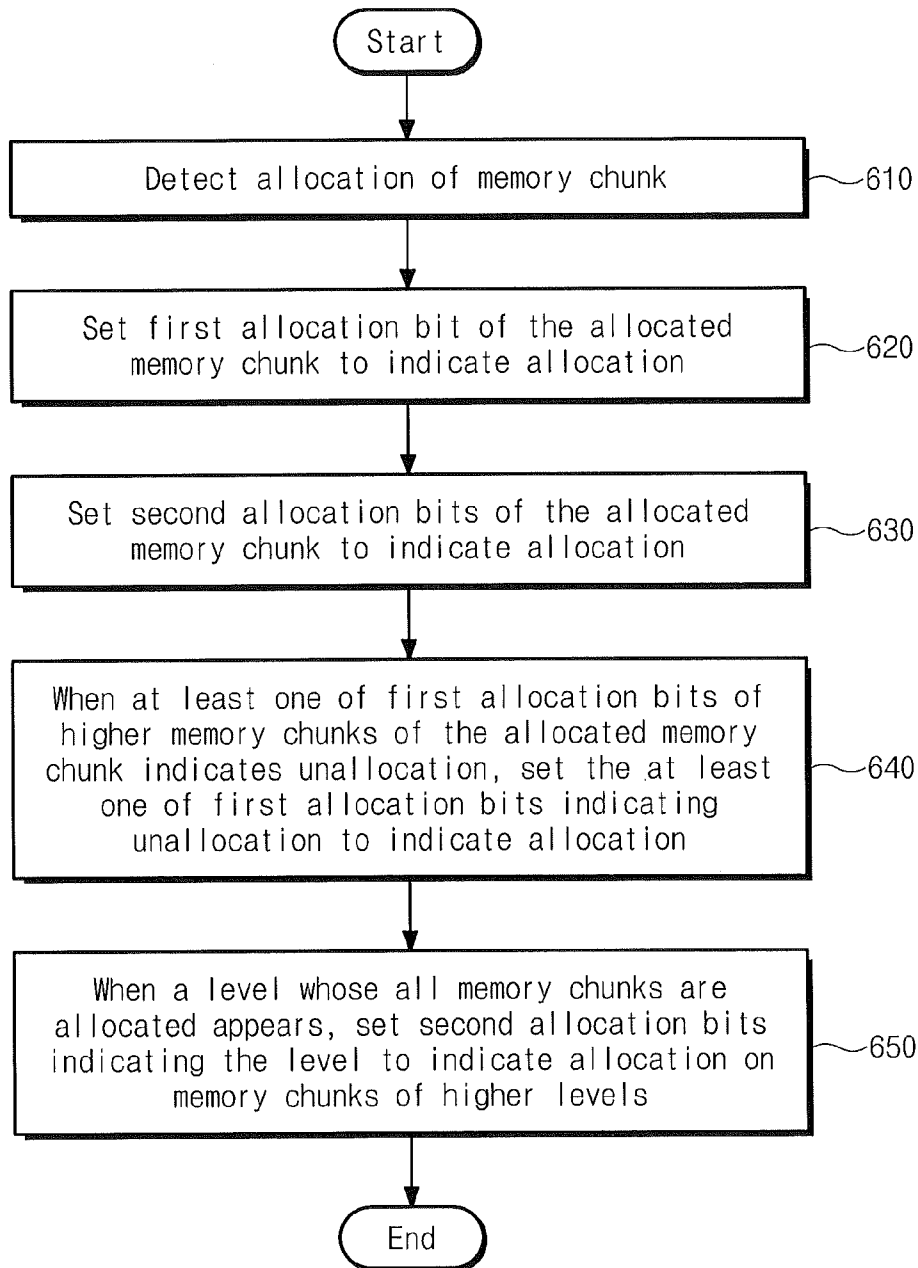 Start
Detect allocation of memory chunk
610
Set first allocation bit of the allocated
memory chunk to indicate allocation
620
Set second allocation bits of the allocated
memory chunk to indicate allocation
630
When at least one of first allocation bits of
higher memory chunks of the allocated memory
chunk indicates unallocation, set the at least
one of first allocation bits indicating
unallocation to indicate allocation
640
When a level whose all memory chunks are
allocated appears, set second allocation bits
indicating the level to indicate allocation on
memory chunks of higher levels
650
End